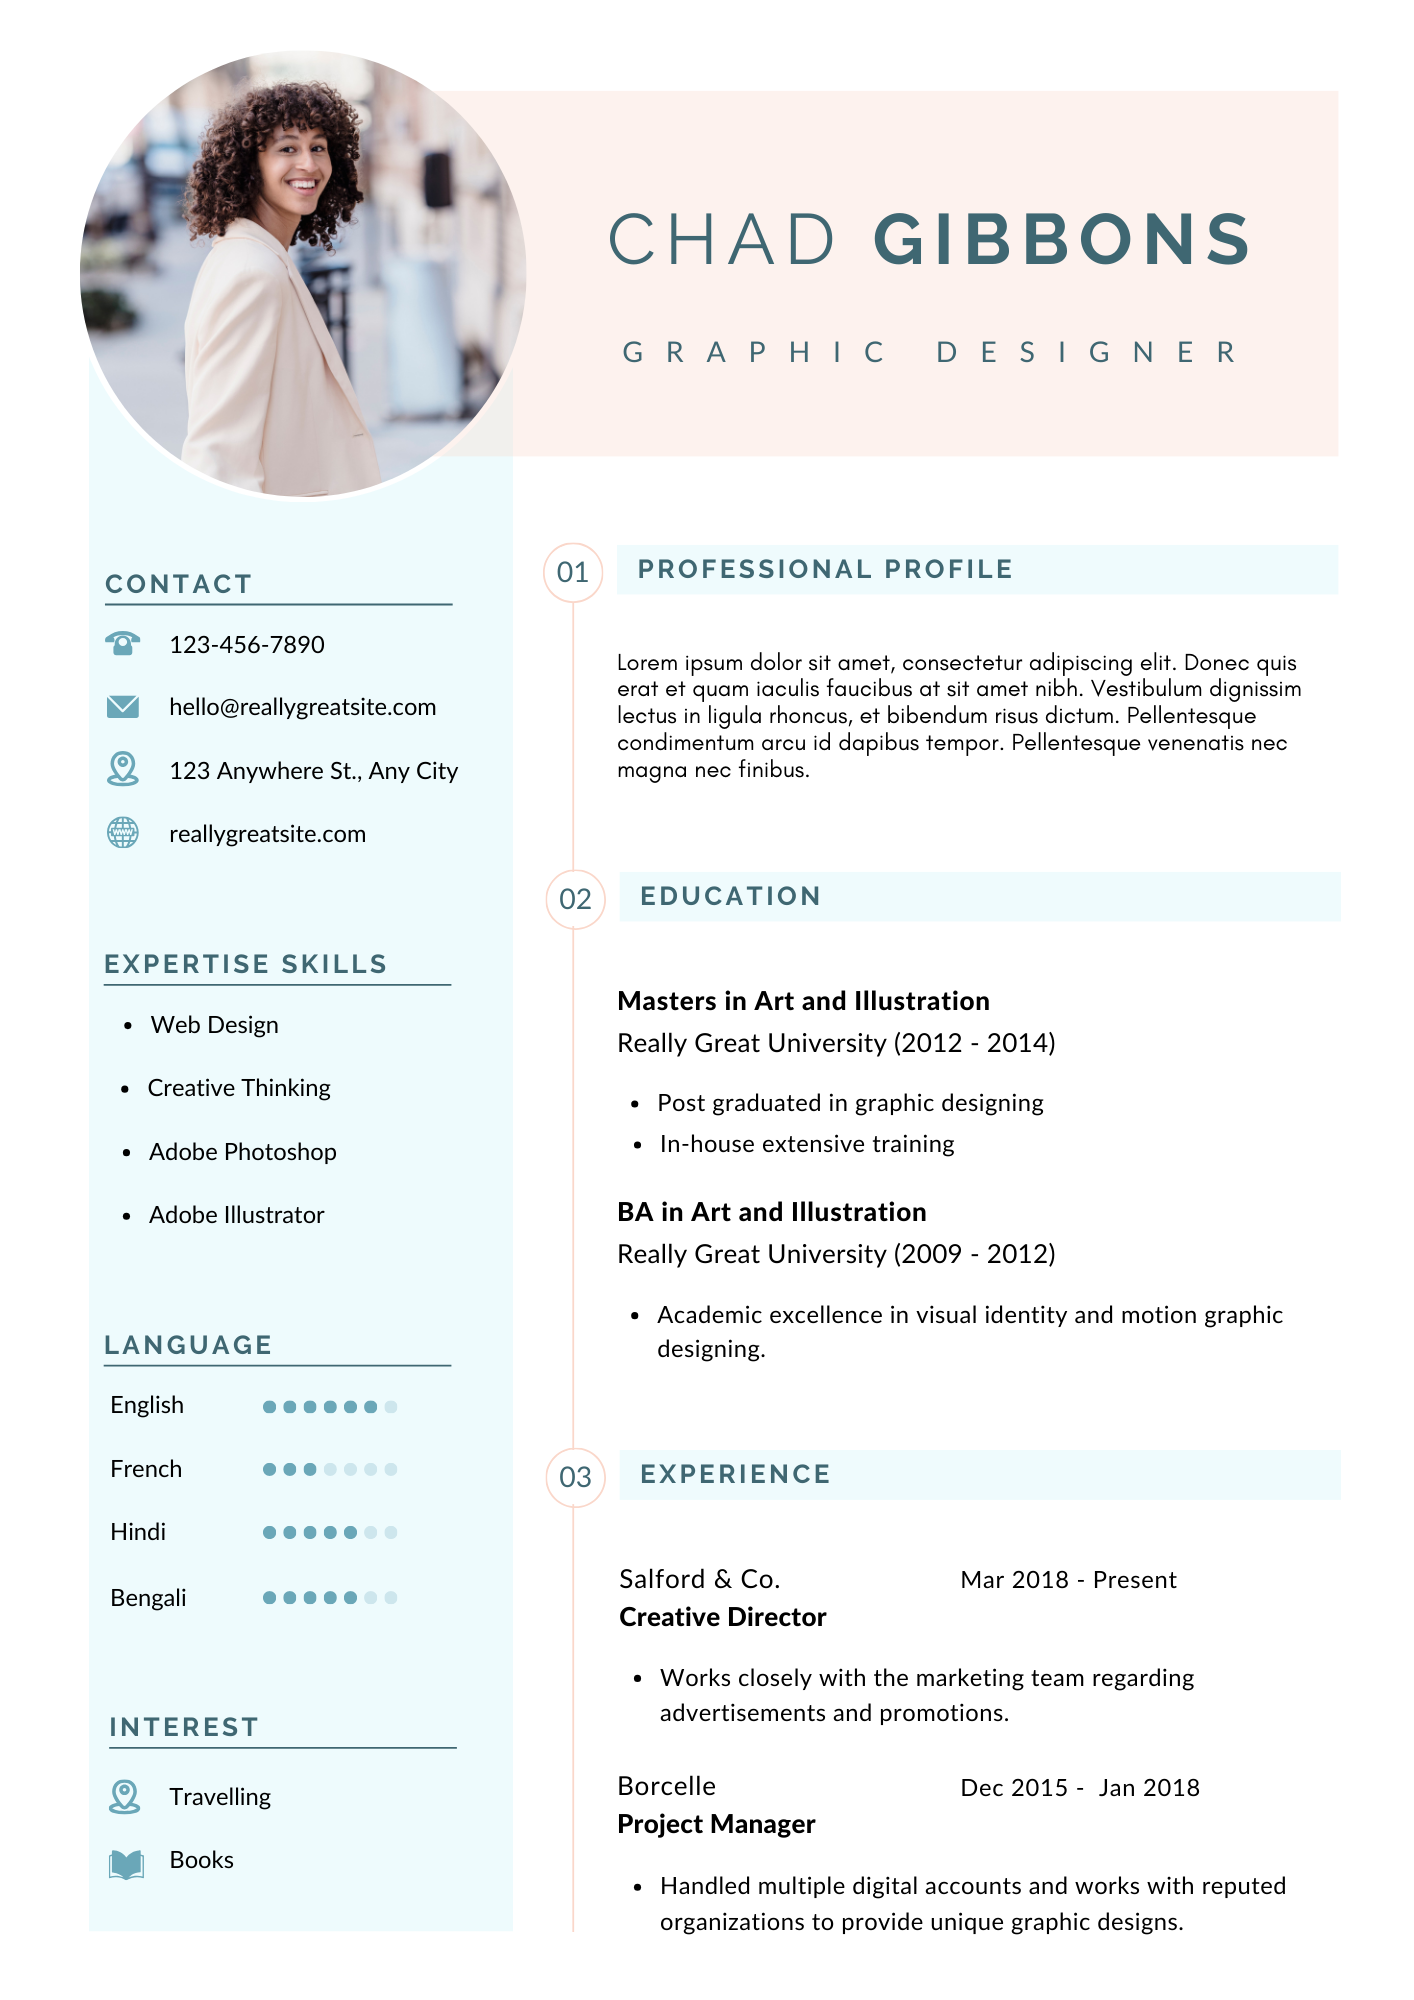 CHAD GIBBONS
GRAPHIC DESIGNER
CONTACT
123-456-7890
hello@reallygreatsite.com
123 Anywhere St., Any City
www
reallygreatsite.com
EXPERTISE SKILLS
• Web Design
• Creative Thinking
• Adobe Photoshop
• Adobe Illustrator
LANGUAGE
English
French
Hindi
Bengali
INTEREST
Travelling
Books
01 PROFESSIONAL PROFILE
Lorem ipsum dolor sit amet, consectetur adipiscing elit. Donec quis
erat et quam iaculis faucibus at sit amet nibh. Vestibulum dignissim
lectus in ligula rhoncus, et bibendum risus dictum. Pellentesque
condimentum arcu id dapibus tempor. Pellentesque venenatis nec
magna nec finibus.
02 EDUCATION
Masters in Art and Illustration
Really Great University (2012 - 2014)
• Post graduated in graphic designing
• In-house extensive training
BA in Art and Illustration
Really Great University (2009 - 2012)
• Academic excellence in visual identity and motion graphic
designing.
03 EXPERIENCE
Salford & Co. Mar 2018 - Present
Creative Director
• Works closely with the marketing team regarding
advertisements and promotions.
Borcelle Dec 2015 - Jan 2018
Project Manager
• Handled multiple digital accounts and works with reputed
organizations to provide unique graphic designs.